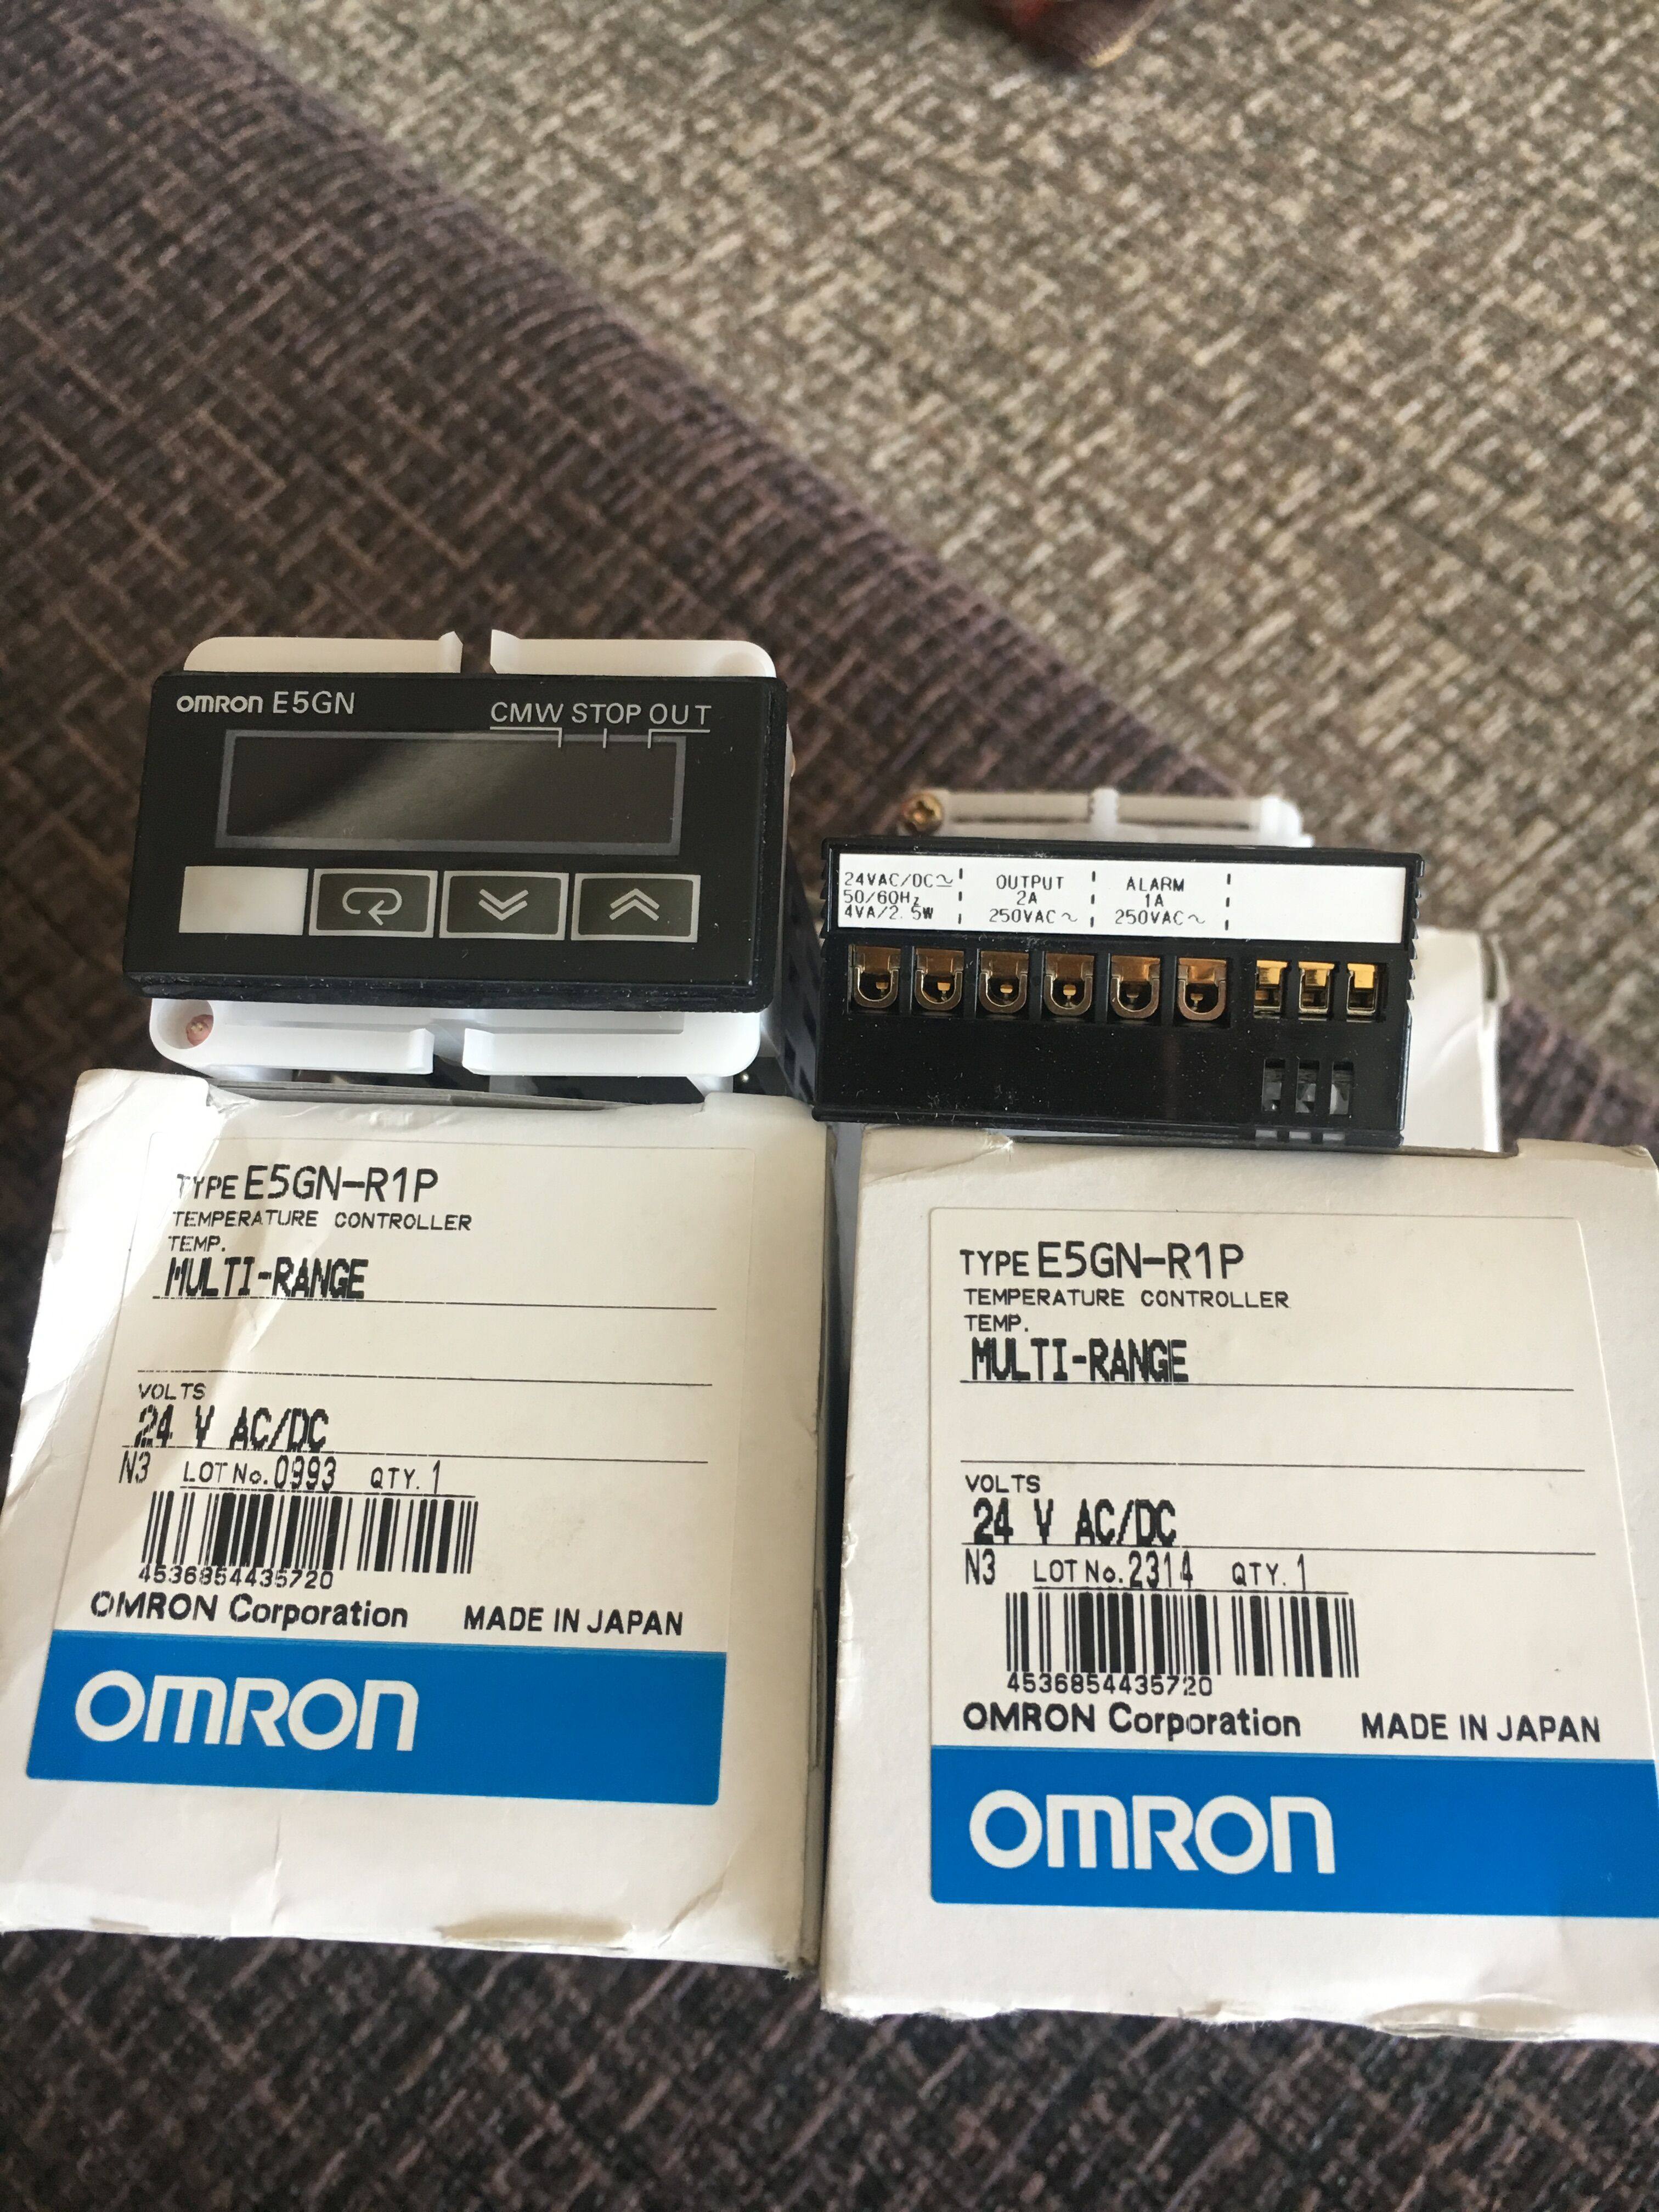 OMRON E5GN
CMW STOP OUT
24VAC/DC
50/60Hz
4VA/2.5W
OUTPUT
2A
250VAC ~
ALARM
1A
250VAC ~
TYPE E5GN-R1P
TEMPERATURE CONTROLLER
TEMP.
MULTI-RANGE
VOLTS
24 V AC/DC
N3 LOT No. 0993 QTY. 1
4536854435720
OMRON Corporation MADE IN JAPAN
OMRON
TYPE E5GN-R1P
TEMPERATURE CONTROLLER
TEMP.
MULTI-RANGE
VOLTS
24 V AC/DC
N3 LOT No. 2314 QTY. 1
4536854435720
OMRON Corporation MADE IN JAPAN
OMRON